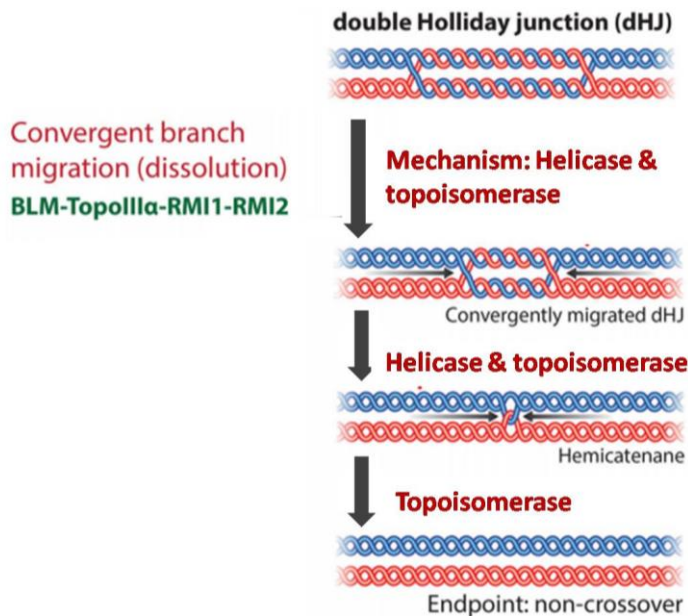 double Holliday junction (dHJ)
Convergent branch
migration (dissolution)
BLM-TopoIIIα-RMI1-RMI2
Mechanism: Helicase &
topoisomerase
Convergently migrated dHJ
Helicase & topoisomerase
Hemicatenane
Topoisomerase
Endpoint: non-crossover